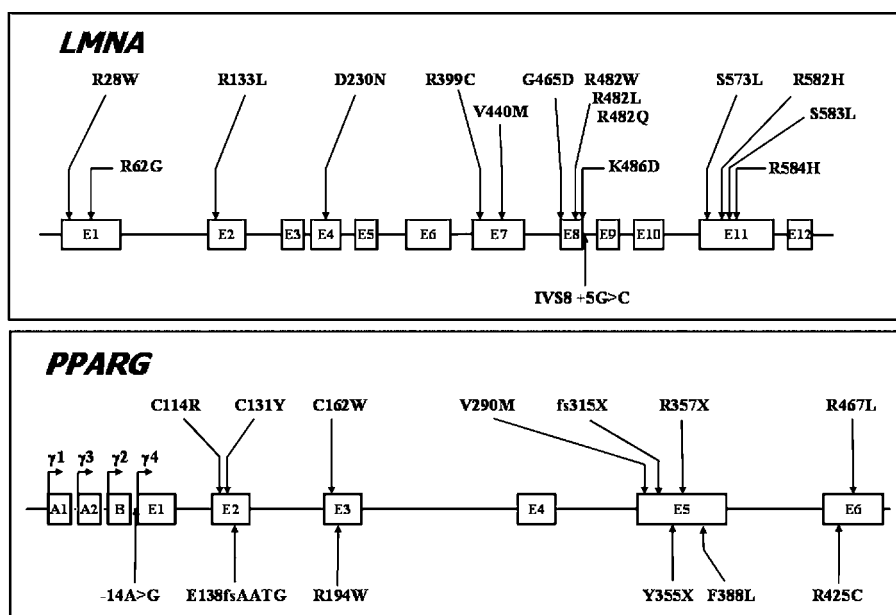 LMNA
R28W R133L D230N R399C G465D R482W S573L R582H
R482L
V440M R482Q S583L
R62G K486D R584H
E1 E2 E3 E4 E5 E6 E7 E8 E9 E10 E11 E12
IVS8 +5G>C
PPARG
C114R C131Y C162W V290M fs315X R357X R467L
γ1 γ3 γ2 γ4
A1 A2 B E1 E2 E3 E4 E5 E6
-14A>G E138fsAATG R194W Y355X F388L R425C